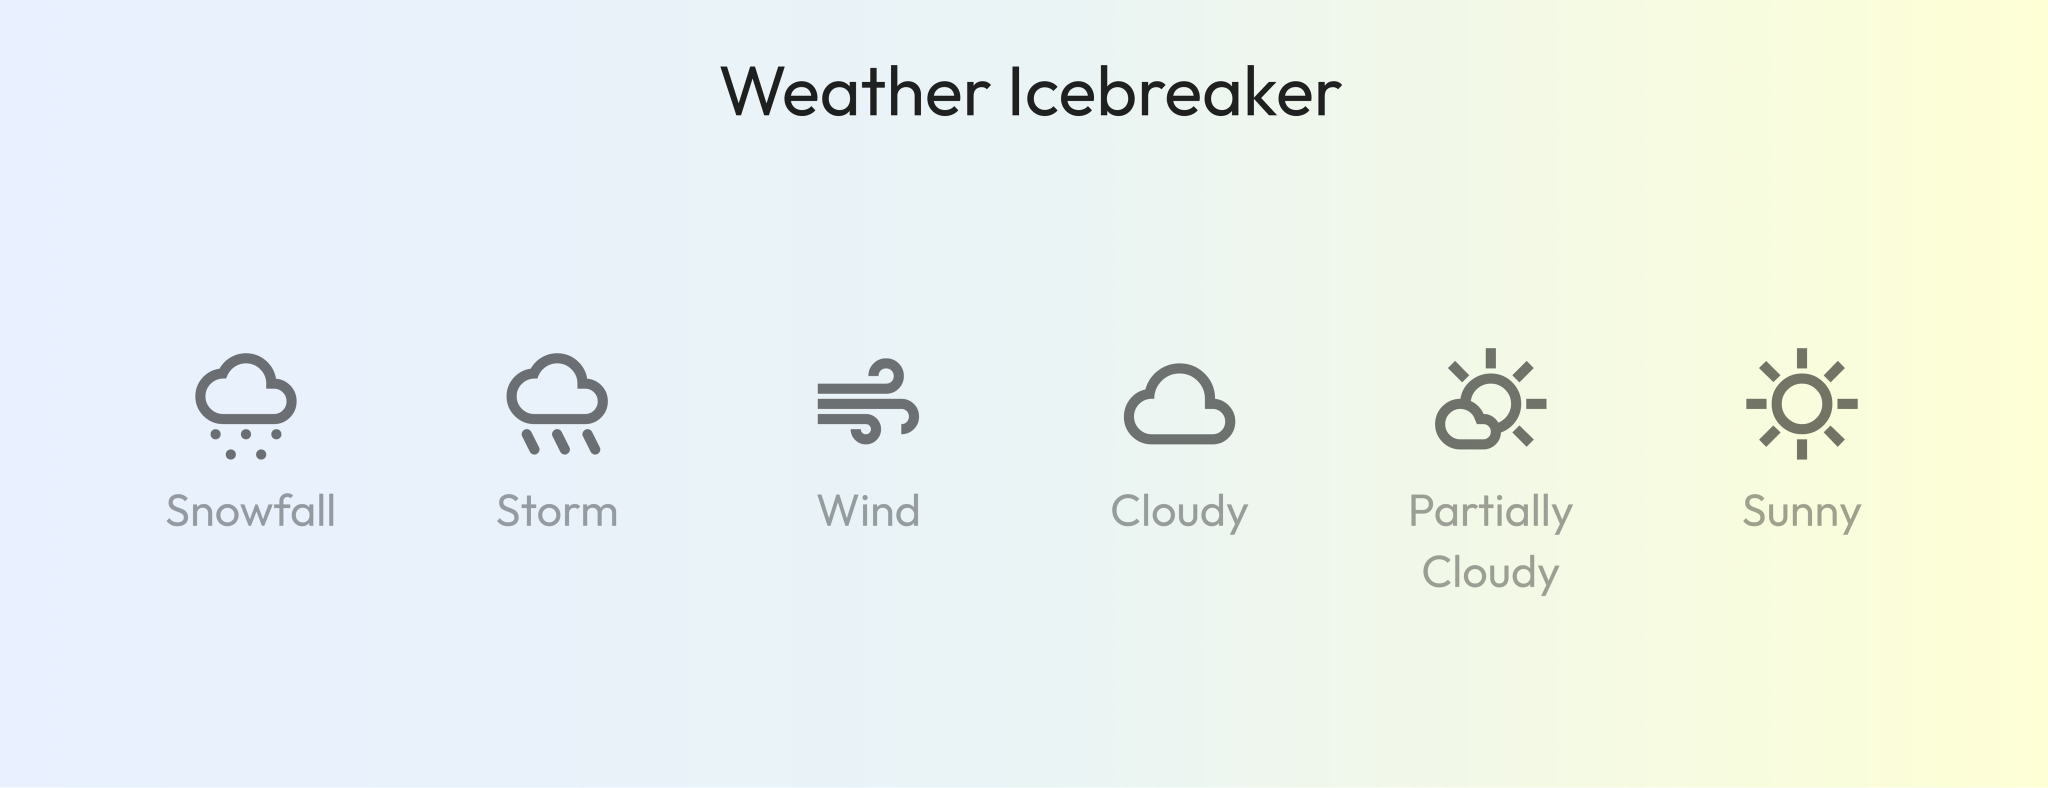 Weather Icebreaker
Snowfall
Storm
Wind
Cloudy
Partially
Cloudy
Sunny